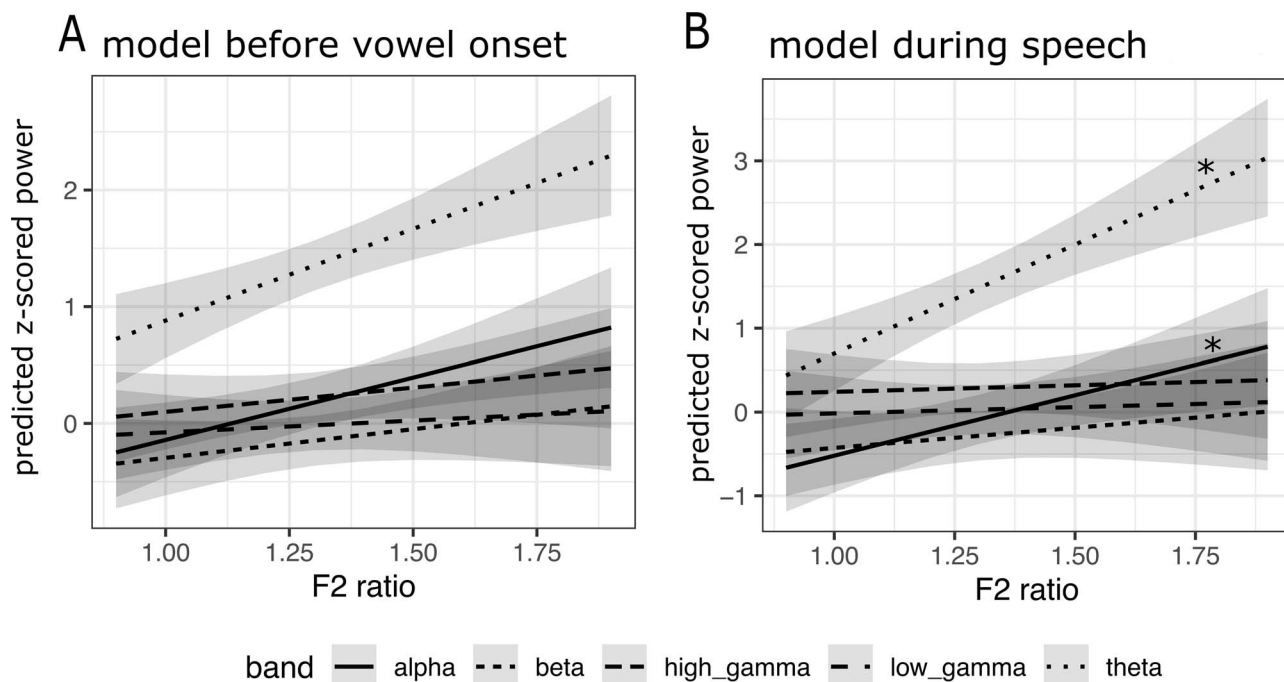 A model before vowel onset
predicted z-scored power
2
1
0
1.00 1.25 1.50 1.75
F2 ratio
B model during speech
predicted z-scored power
3
2
1
0
−1
*
*
1.00 1.25 1.50 1.75
F2 ratio
band alpha beta high_gamma low_gamma theta